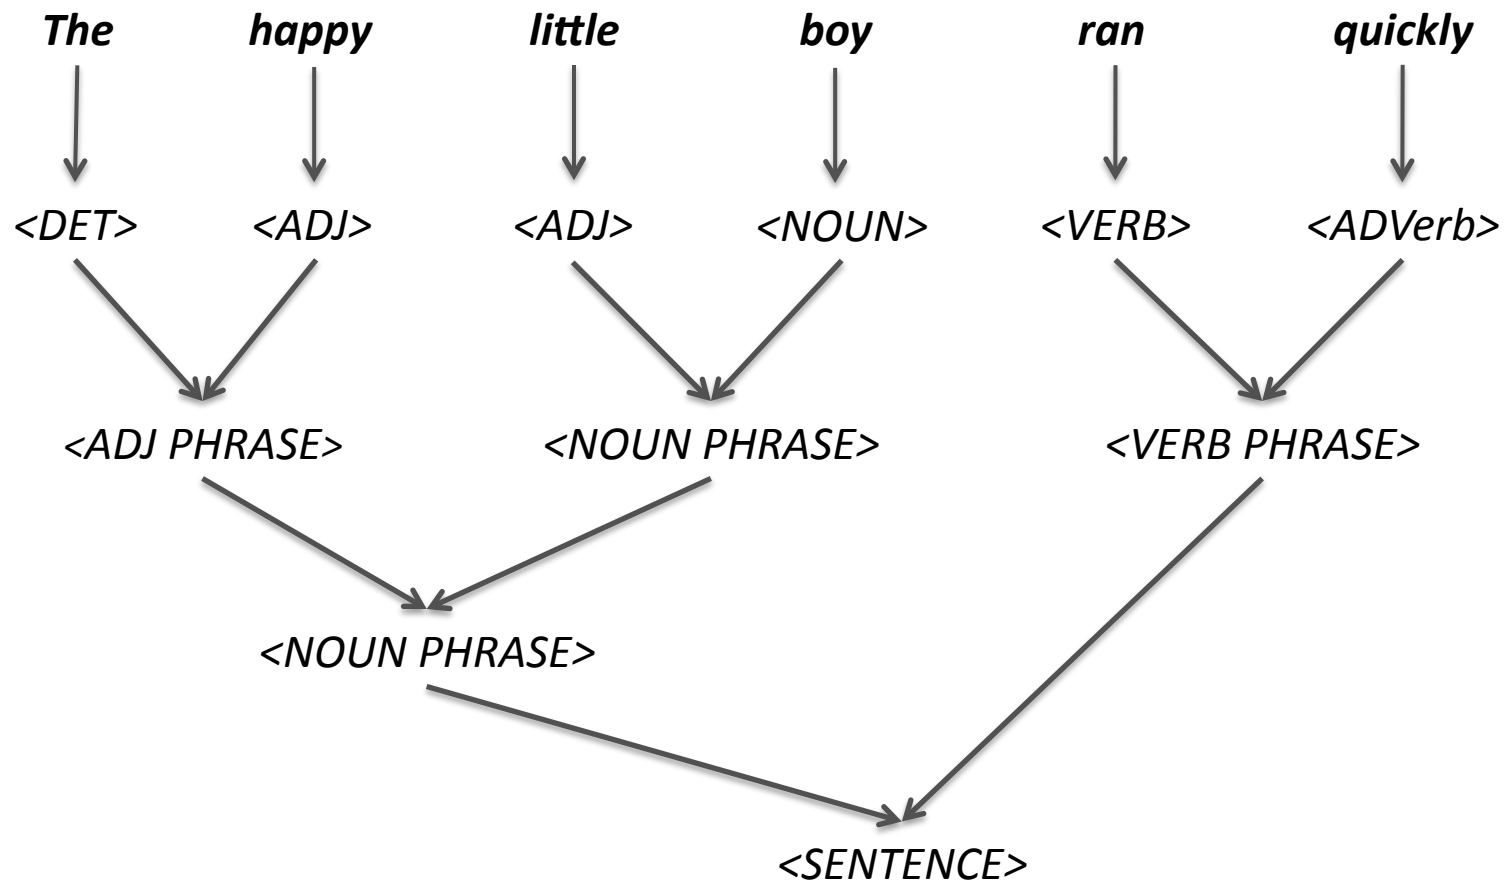 The happy little boy ran quickly
<DET> <ADJ> <ADJ> <NOUN> <VERB> <ADVerb>
<ADJ PHRASE> <NOUN PHRASE> <VERB PHRASE>
<NOUN PHRASE>
<SENTENCE>